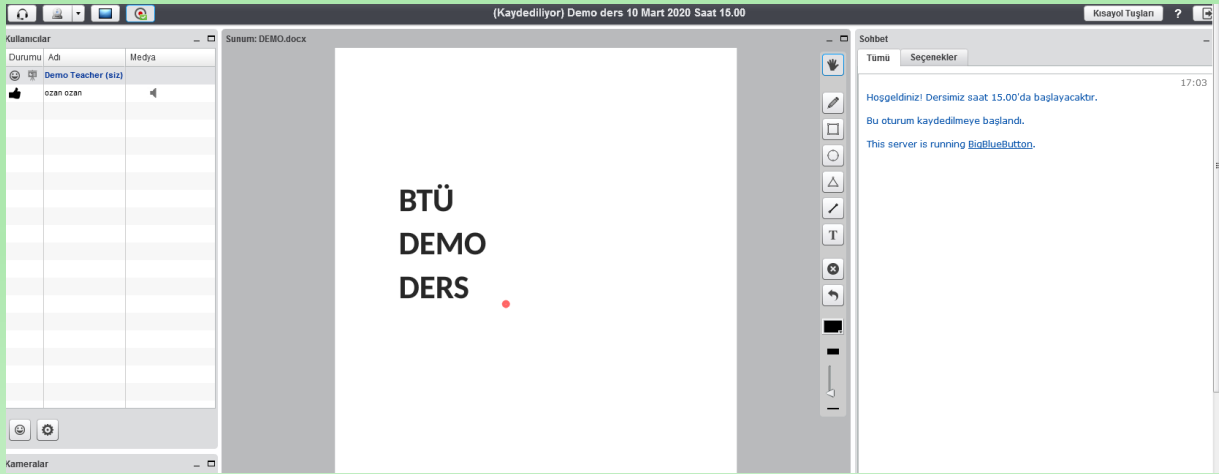 (Kaydediliyor) Demo ders 10 Mart 2020 Saat 15.00
Kısayol Tuşları
?
Kullanıcılar
Durumu Adı Medya
Demo Teacher (siz)
ozan ozan
Kameralar
Sunum: DEMO.docx
BTÜ
DEMO
DERS
T
Sohbet
Tümü Seçenekler
17:03
Hoşgeldiniz! Dersimiz saat 15.00'da başlayacaktır.
Bu oturum kaydedilmeye başlandı.
This server is running BigBlueButton.